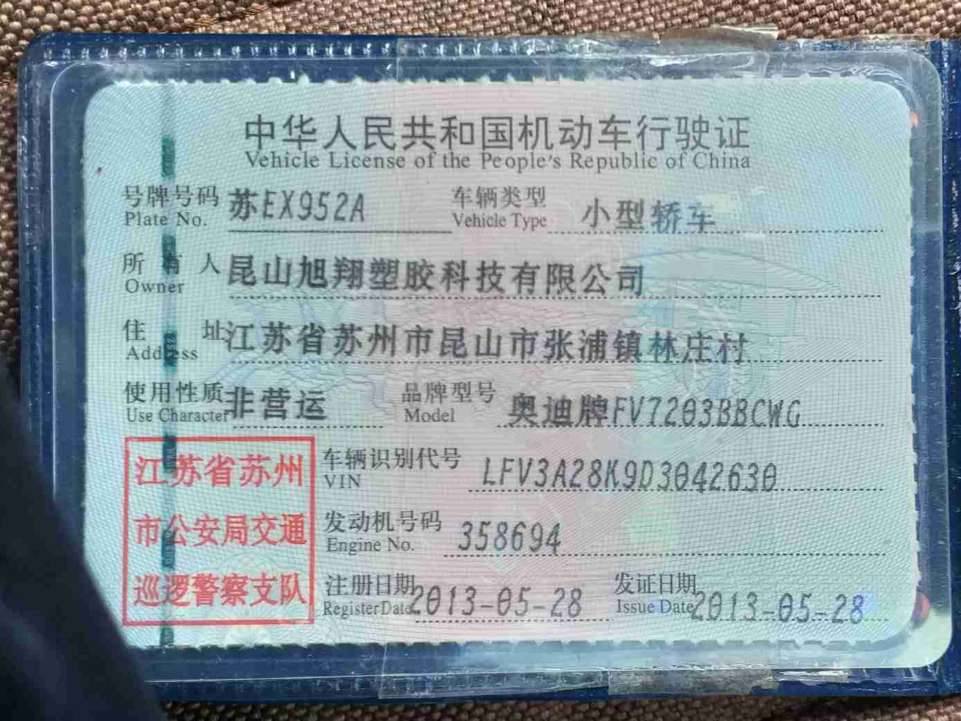 中华人民共和国机动车行驶证
Vehicle License of the People's Republic of China
号牌号码 苏EX952A 车辆类型 小型轿车
Plate No. Vehicle Type
所有人 昆山旭翔塑胶科技有限公司
Owner
住址 江苏省苏州市昆山市张浦镇林庄村
Address
使用性质 非营运 品牌型号 奥迪牌FV7203BBCWG
Use Character Model
江苏省苏州
市公安局交通
巡逻警察支队
车辆识别代号 LFV3A28K9D3042630
VIN
发动机号码 358694
Engine No.
注册日期 2013-05-28 发证日期 2013-05-28
Register Date Issue Date